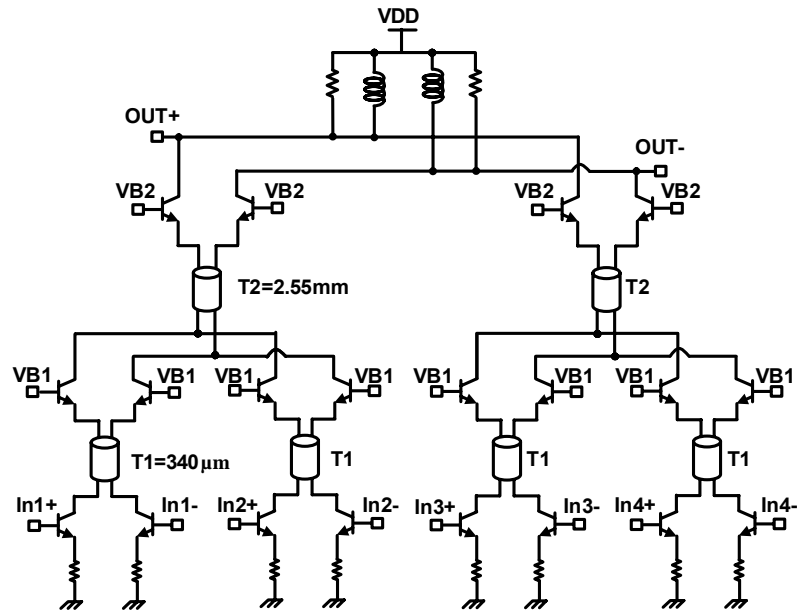 VDD
OUT+
OUT-
VB2
VB2
VB2
VB2
T2=2.55mm
T2
VB1
VB1
VB1
VB1
VB1
VB1
VB1
VB1
T1=340μm
T1
T1
T1
In1+
In1-
In2+
In2-
In3+
In3-
In4+
In4-